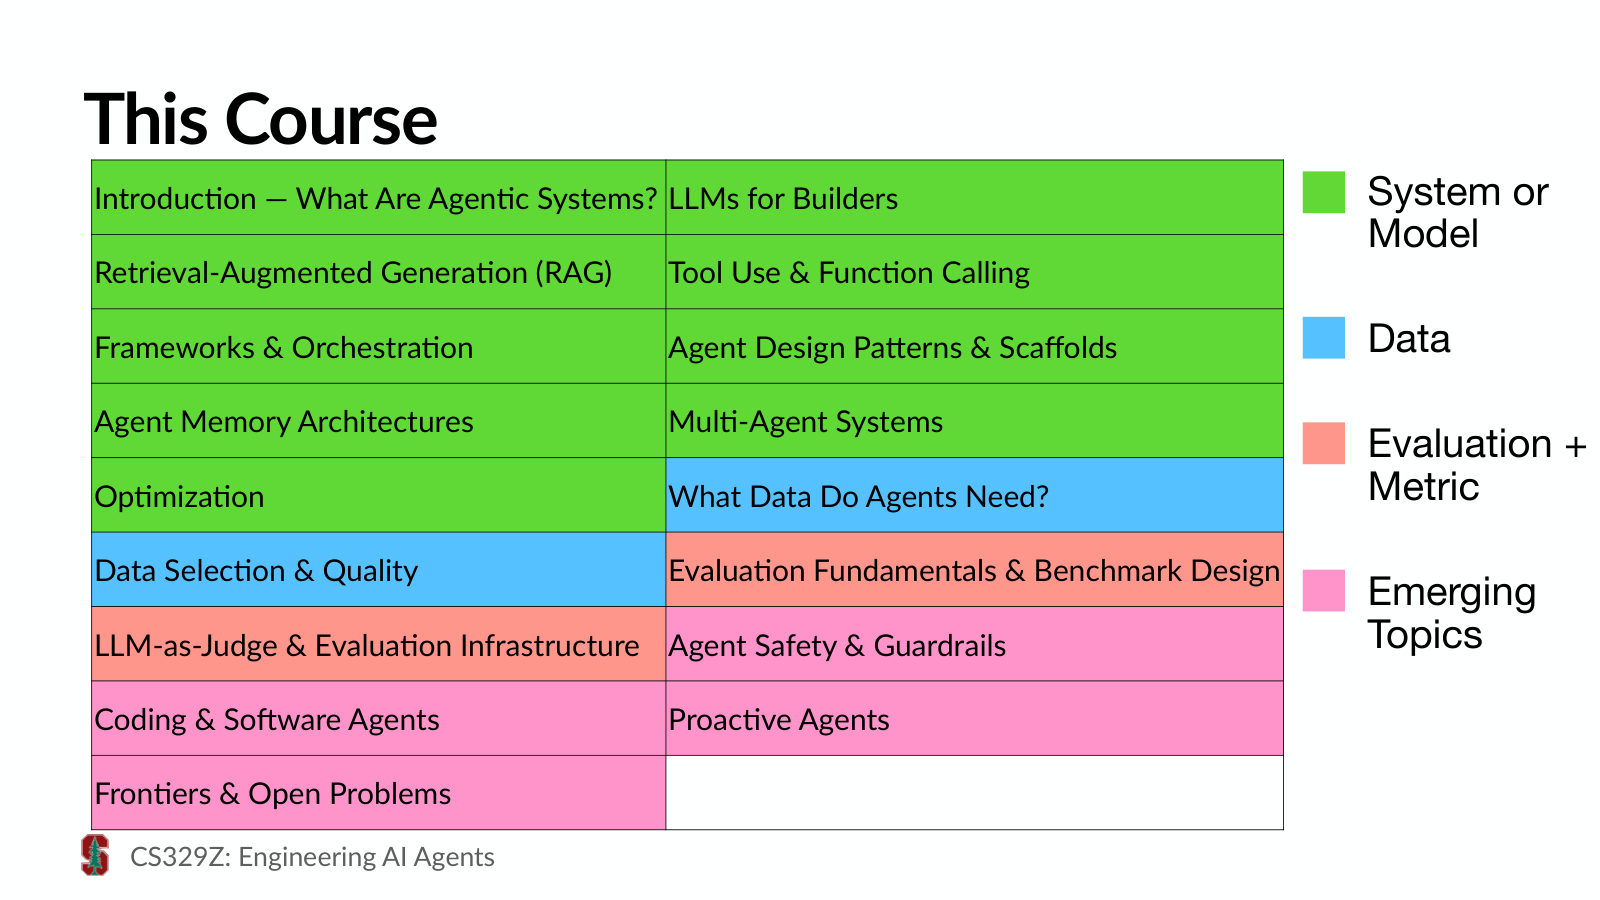 This Course
Introduction — What Are Agentic Systems?
LLMs for Builders
Retrieval-Augmented Generation (RAG)
Tool Use & Function Calling
Frameworks & Orchestration
Agent Design Patterns & Scaffolds
Agent Memory Architectures
Multi-Agent Systems
Optimization
What Data Do Agents Need?
Data Selection & Quality
Evaluation Fundamentals & Benchmark Design
LLM-as-Judge & Evaluation Infrastructure
Agent Safety & Guardrails
Coding & Software Agents
Proactive Agents
Frontiers & Open Problems
System or
Model
Data
Evaluation +
Metric
Emerging
Topics
CS329Z: Engineering AI Agents